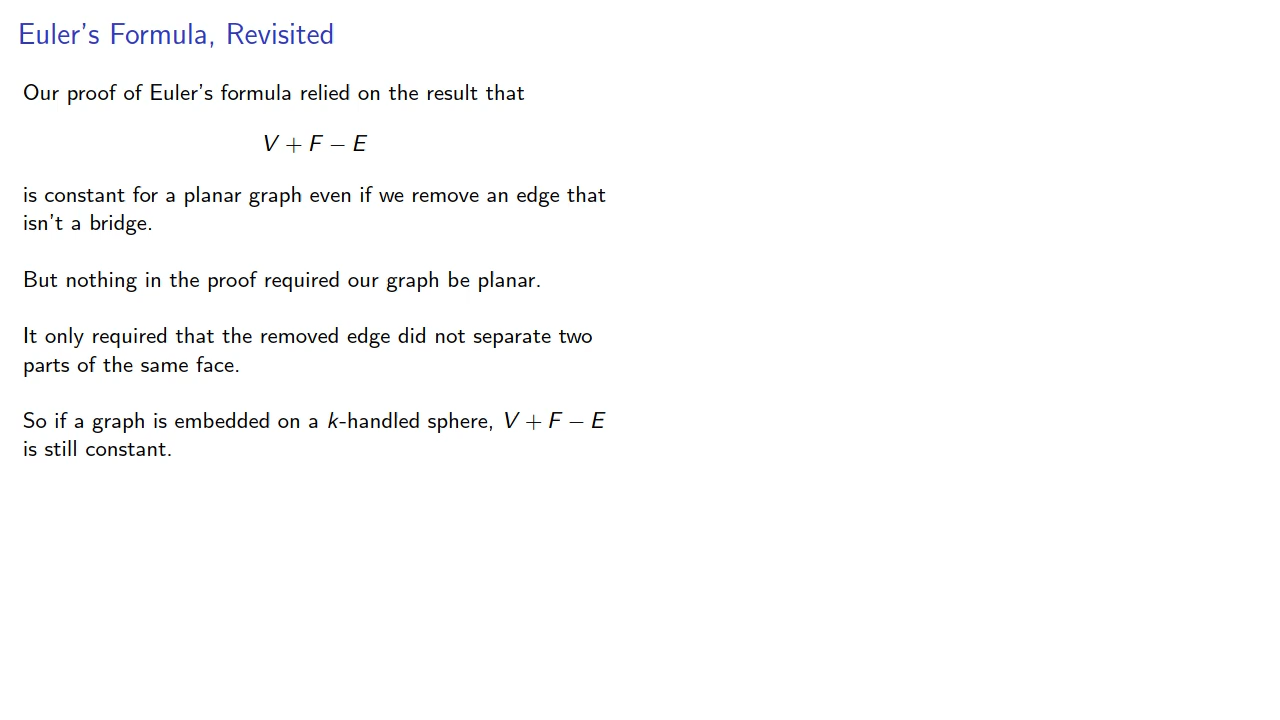 Euler's Formula, Revisited
Our proof of Euler's formula relied on the result that
V + F − E
is constant for a planar graph even if we remove an edge that
isn't a bridge.
But nothing in the proof required our graph be planar.
It only required that the removed edge did not separate two
parts of the same face.
So if a graph is embedded on a k-handled sphere, V + F − E
is still constant.